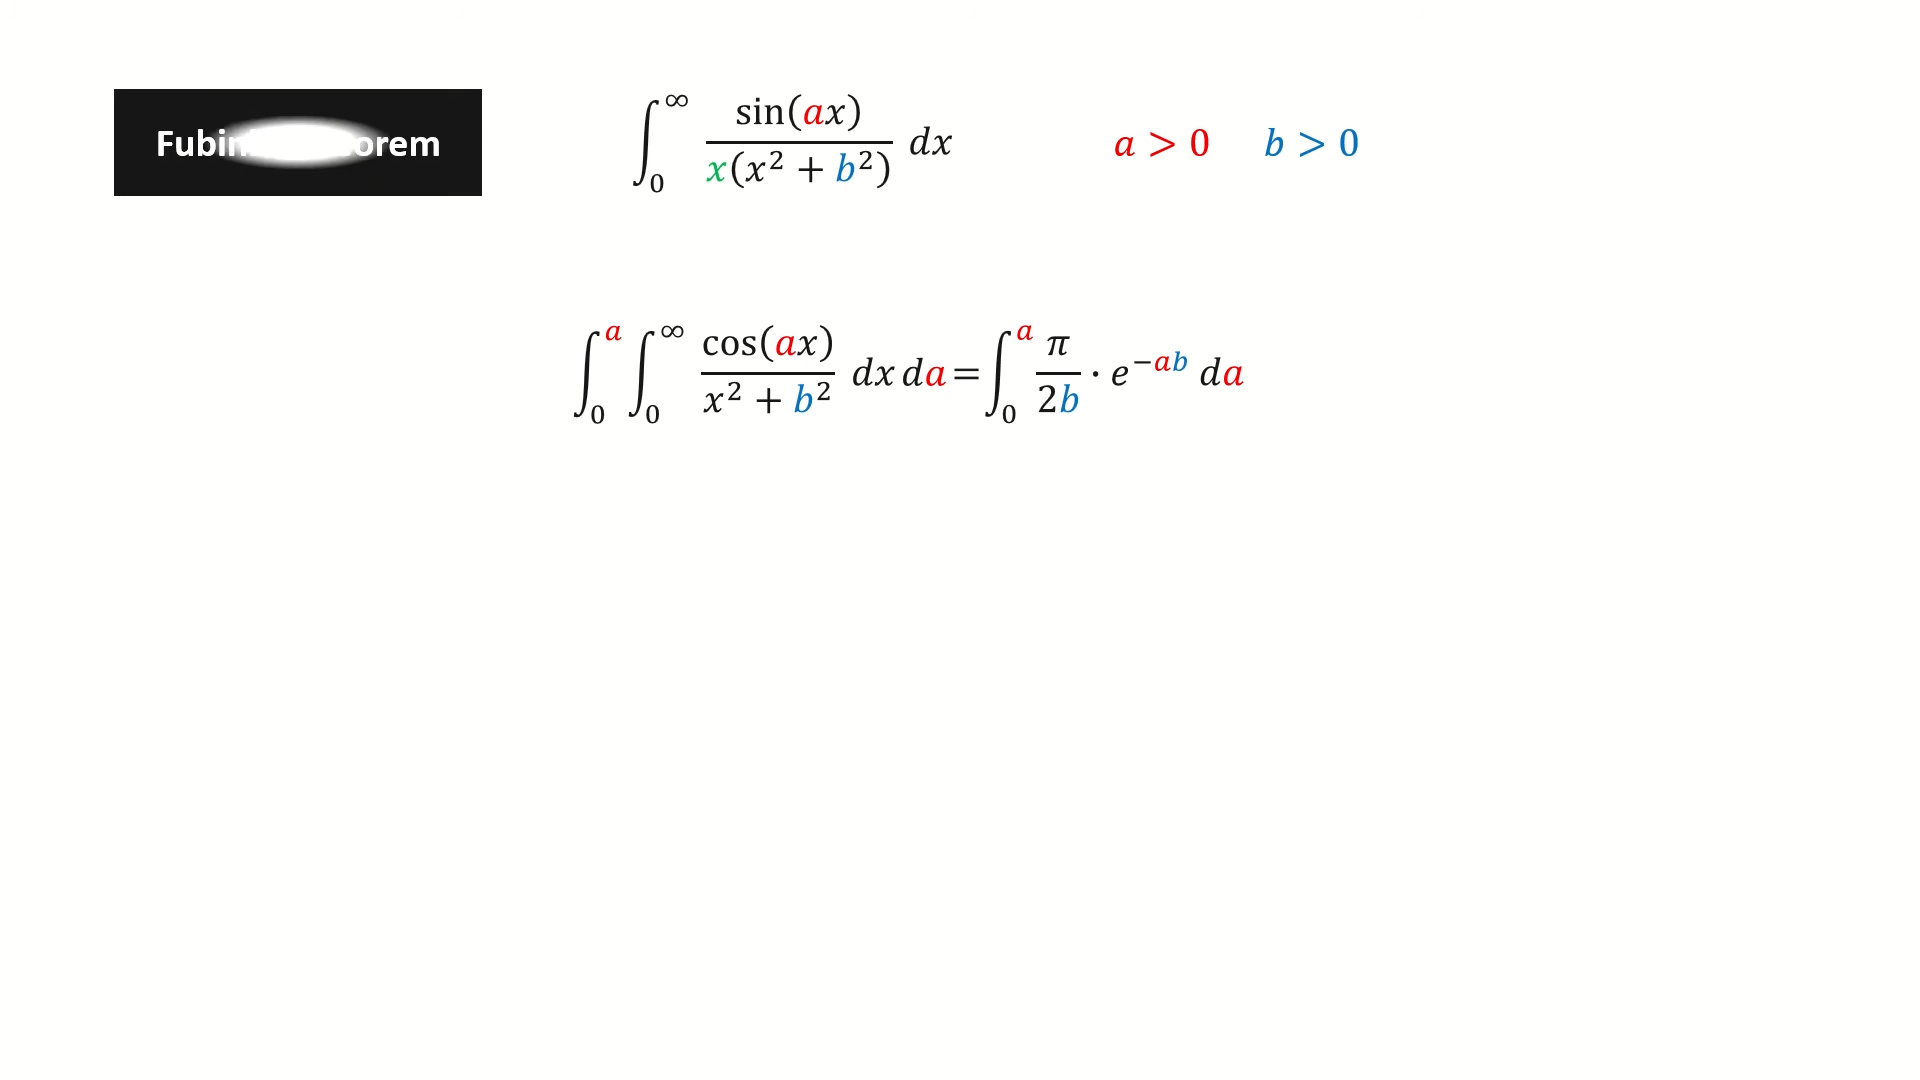 orem
∫₀^∞ sin(ax) / x(x² + b²) dx a > 0 b > 0
∫₀^a ∫₀^∞ cos(ax) / x² + b² dx da = ∫₀^a π / 2b · e^−ab da